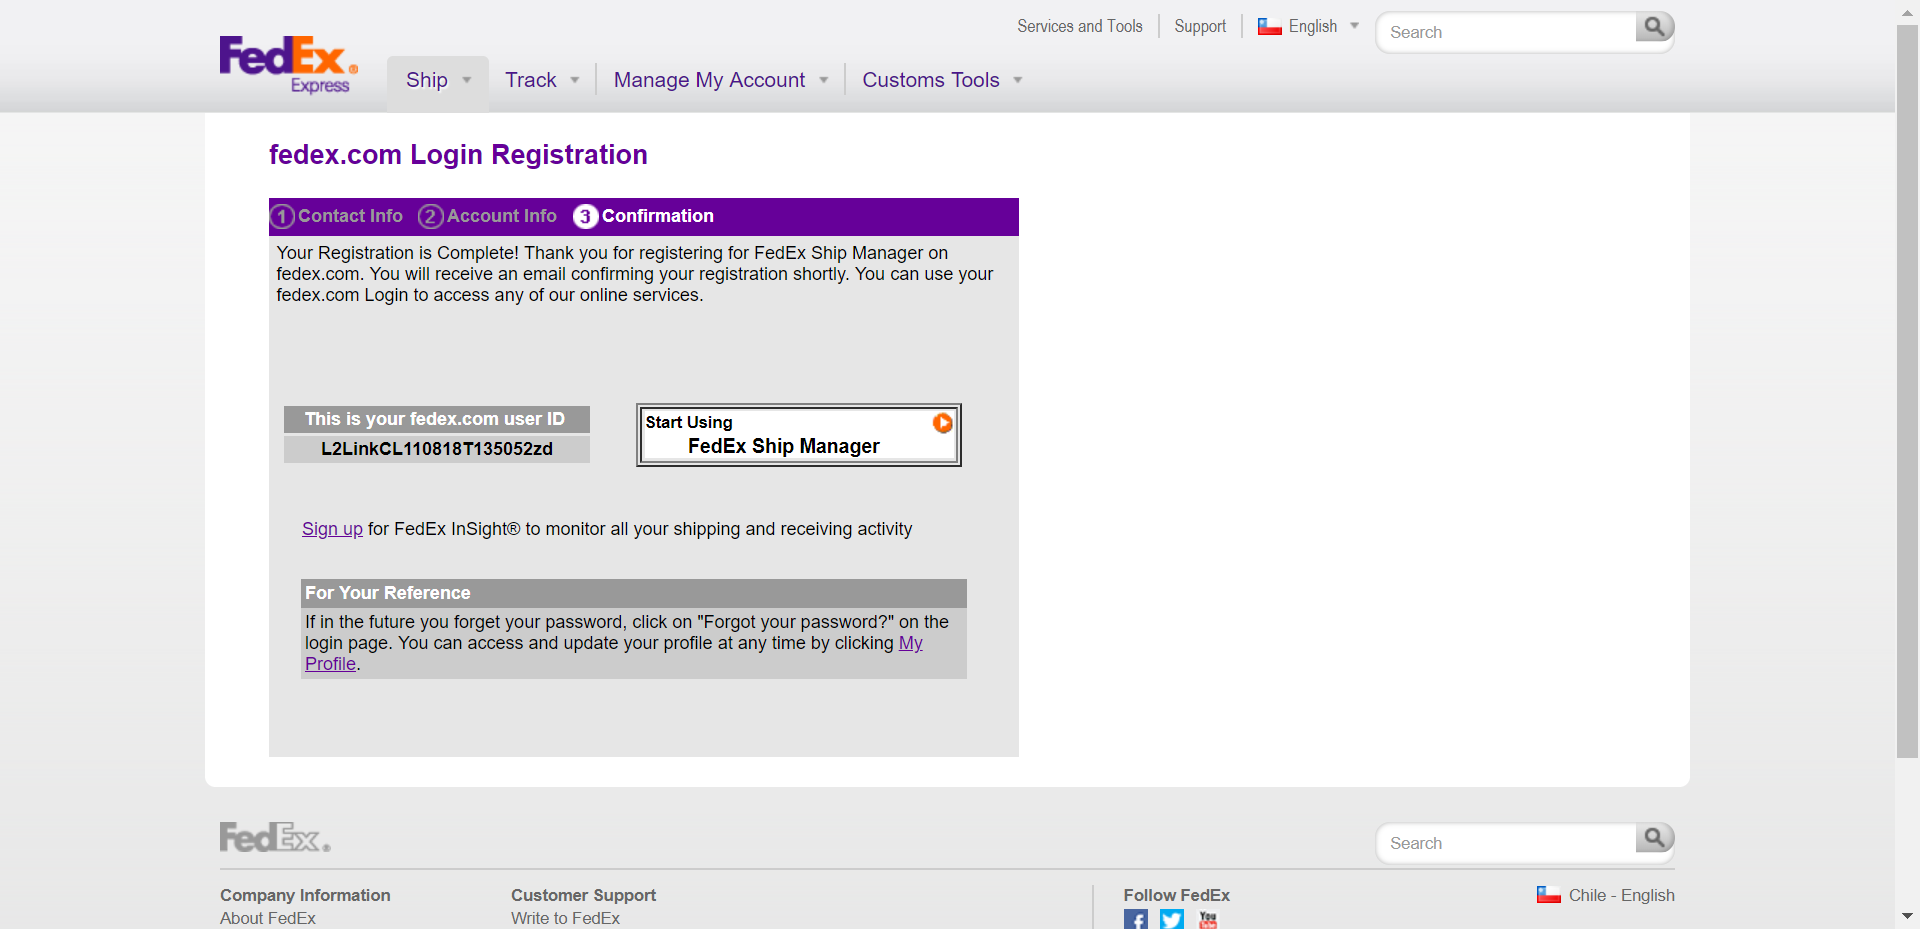 Services and Tools
Support
English
Search
FedEx®
Express
Ship
Track
Manage My Account
Customs Tools
fedex.com Login Registration
1 Contact Info 2 Account Info 3 Confirmation
Your Registration is Complete! Thank you for registering for FedEx Ship Manager on
fedex.com. You will receive an email confirming your registration shortly. You can use your
fedex.com Login to access any of our online services.
This is your fedex.com user ID
L2LinkCL110818T135052zd
Start Using
FedEx Ship Manager
Sign up for FedEx InSight® to monitor all your shipping and receiving activity
For Your Reference
If in the future you forget your password, click on "Forgot your password?" on the
login page. You can access and update your profile at any time by clicking My
Profile.
FedEx®
Search
Company Information
About FedEx
Customer Support
Write to FedEx
Follow FedEx
You
Chile - English